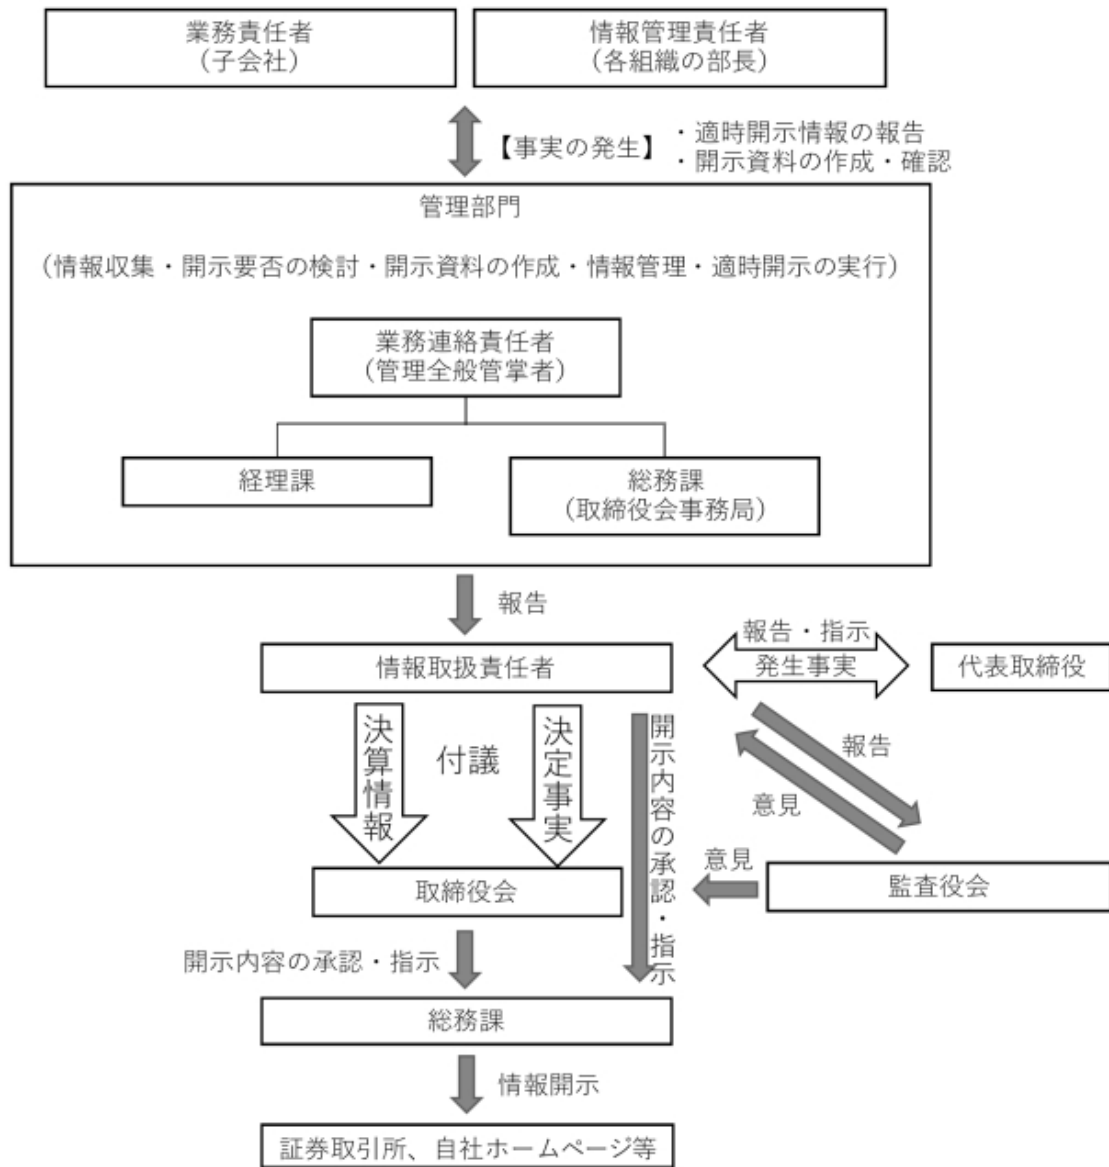 業務責任者
（子会社）
情報管理責任者
（各組織の部長）
【事実の発生】
・適時開示情報の報告
・開示資料の作成・確認
管理部門
（情報収集・開示要否の検討・開示資料の作成・情報管理・適時開示の実行）
業務連絡責任者
（管理全般管掌者）
経理課
総務課
（取締役会事務局）
報告
情報取扱責任者
報告・指示
発生事実
代表取締役
決算情報
付議
決定事実
開示内容の承認・指示
報告
意見
意見
取締役会
監査役会
開示内容の承認・指示
総務課
情報開示
証券取引所、自社ホームページ等